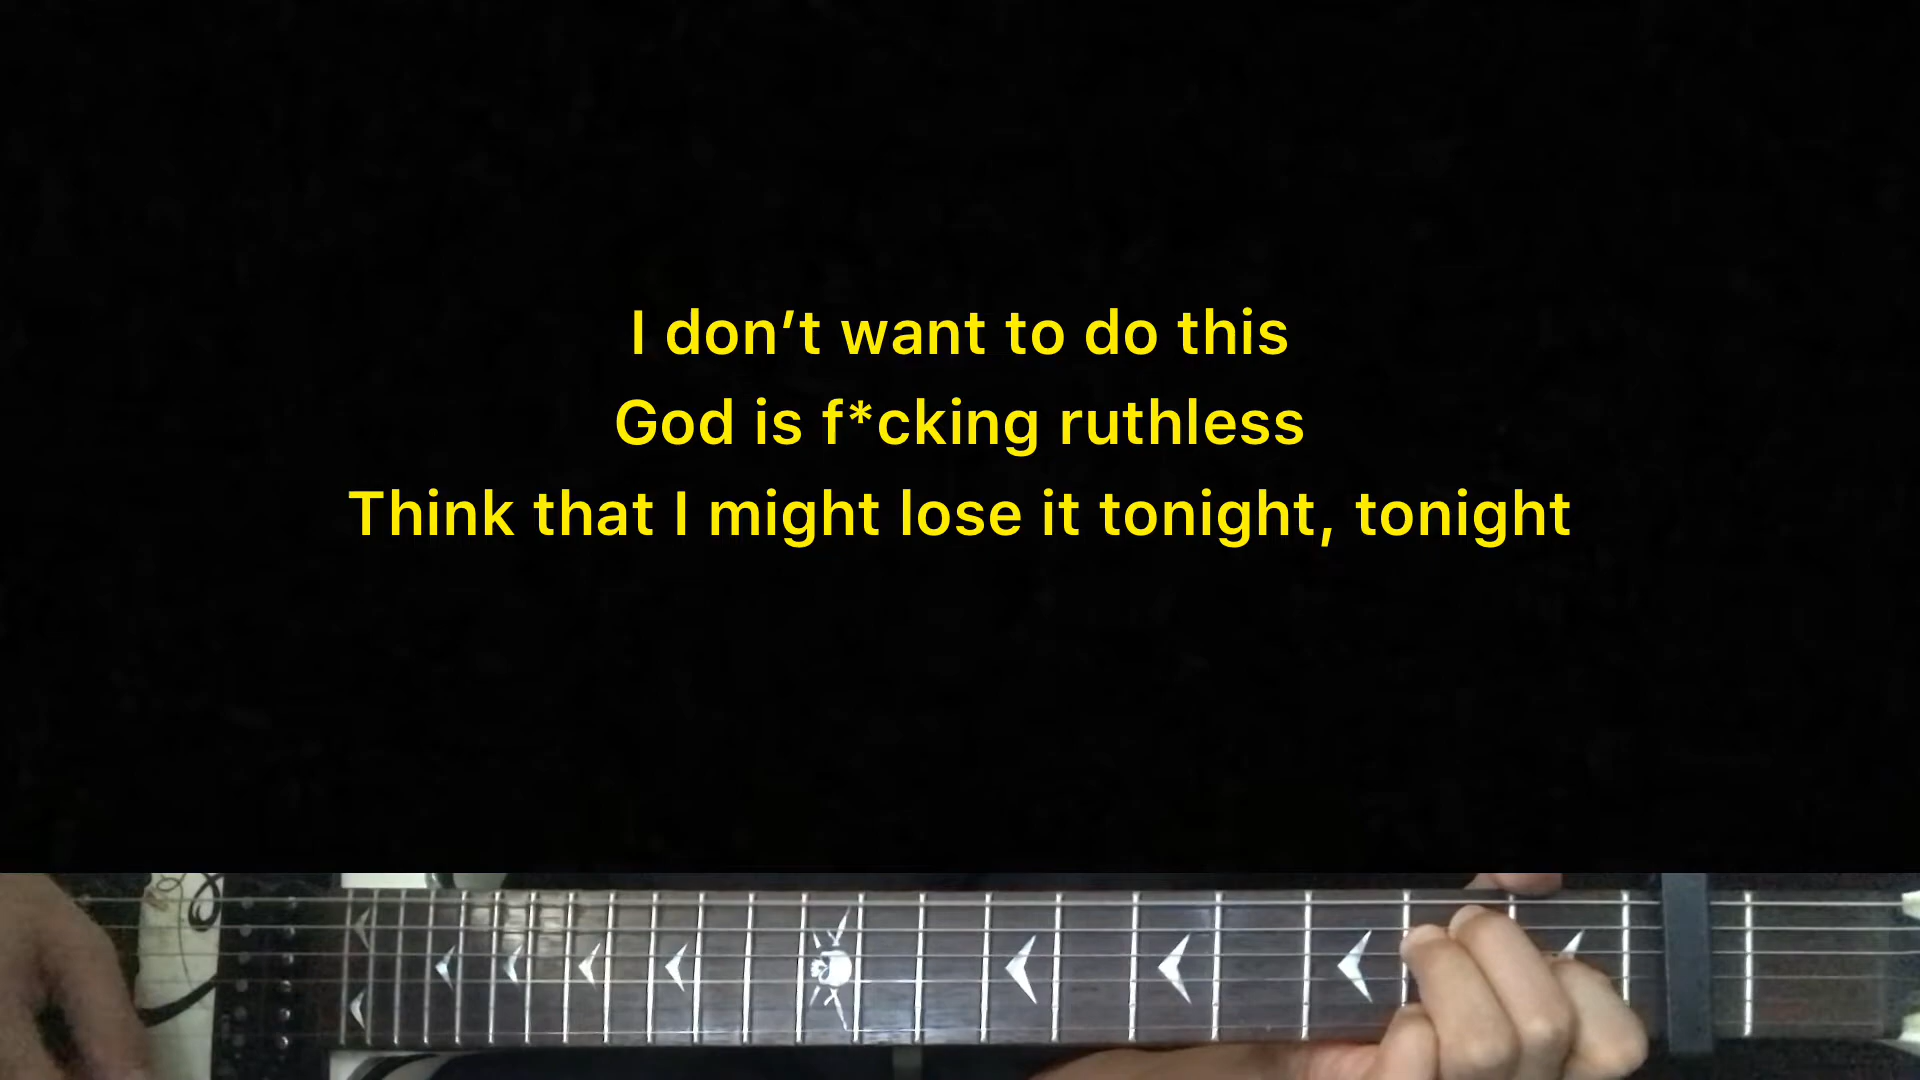 I don’t want to do this
God is f*cking ruthless
Think that I might lose it tonight, tonight